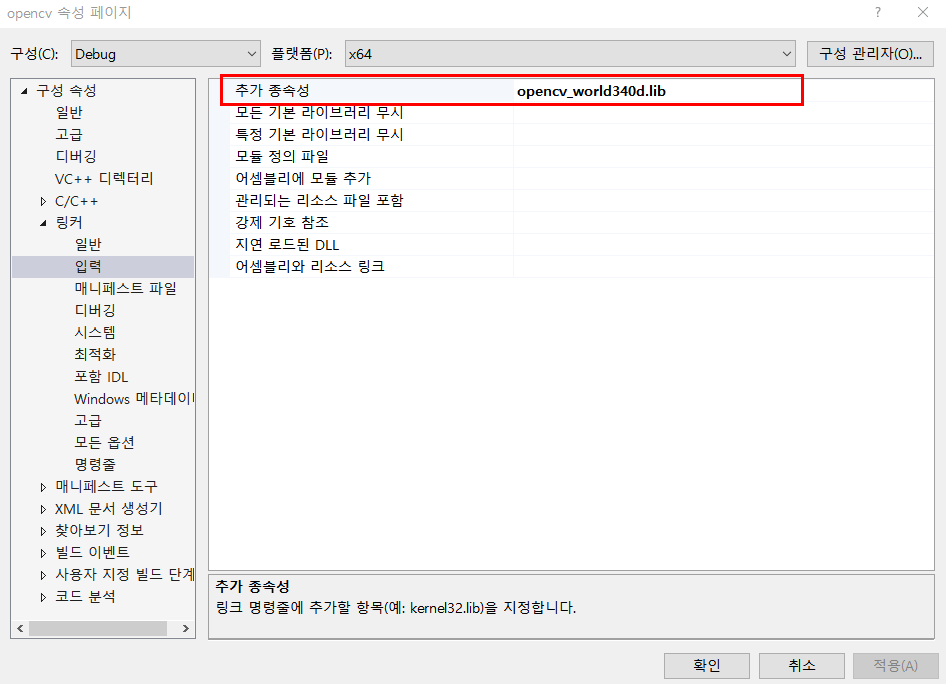 opencv 속성 페이지
구성(C): Debug 플랫폼(P): x64 구성 관리자(O)...
구성 속성
일반
고급
디버깅
VC++ 디렉터리
C/C++
링커
일반
입력
매니페스트 파일
디버깅
시스템
최적화
포함 IDL
Windows 메타데이
고급
모든 옵션
명령줄
매니페스트 도구
XML 문서 생성기
찾아보기 정보
빌드 이벤트
사용자 지정 빌드 단계
코드 분석
추가 종속성 opencv_world340d.lib
모든 기본 라이브러리 무시
특정 기본 라이브러리 무시
모듈 정의 파일
어셈블리에 모듈 추가
관리되는 리소스 파일 포함
강제 기호 참조
지연 로드된 DLL
어셈블리와 리소스 링크
추가 종속성
링크 명령줄에 추가할 항목(예: kernel32.lib)을 지정합니다.
확인 취소 적용(A)